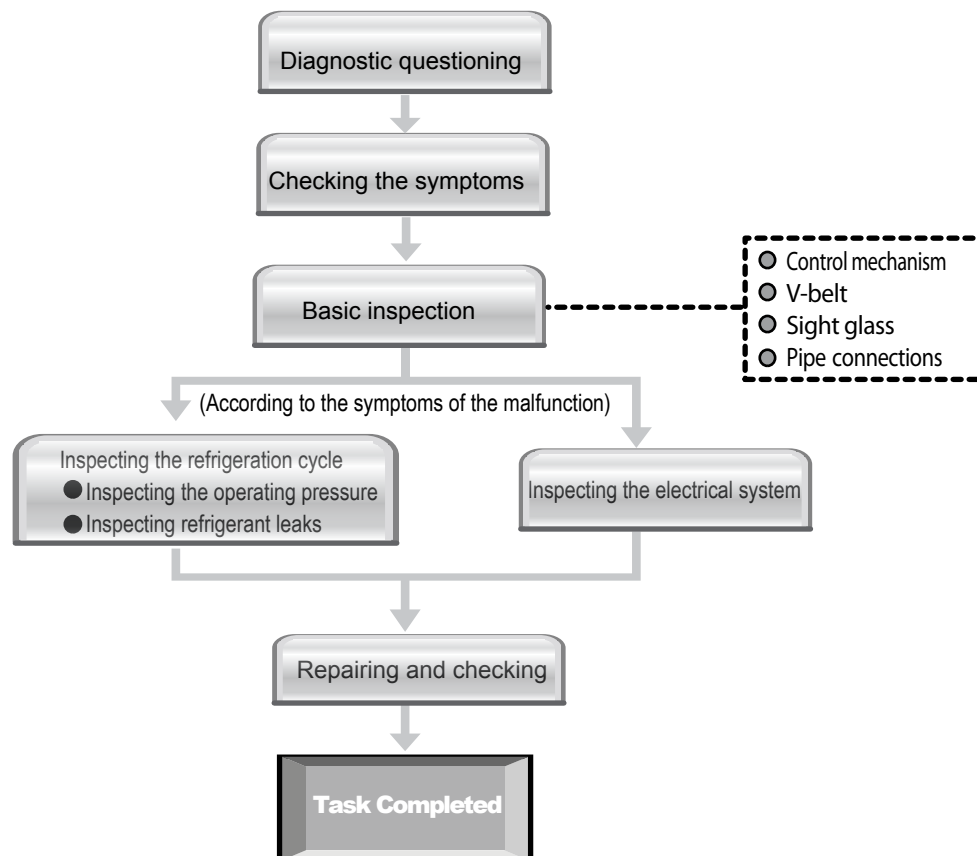 Diagnostic questioning
Checking the symptoms
Basic inspection
Control mechanism
V-belt
Sight glass
Pipe connections
(According to the symptoms of the malfunction)
Inspecting the refrigeration cycle
Inspecting the operating pressure
Inspecting refrigerant leaks
Inspecting the electrical system
Repairing and checking
Task Completed